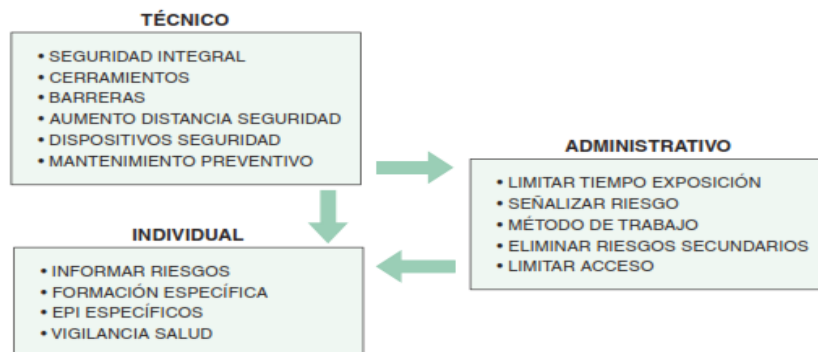 TÉCNICO
• SEGURIDAD INTEGRAL
• CERRAMIENTOS
• BARRERAS
• AUMENTO DISTANCIA SEGURIDAD
• DISPOSITIVOS SEGURIDAD
• MANTENIMIENTO PREVENTIVO
ADMINISTRATIVO
• LIMITAR TIEMPO EXPOSICIÓN
• SEÑALIZAR RIESGO
• MÉTODO DE TRABAJO
• ELIMINAR RIESGOS SECUNDARIOS
• LIMITAR ACCESO
INDIVIDUAL
• INFORMAR RIESGOS
• FORMACIÓN ESPECÍFICA
• EPI ESPECÍFICOS
• VIGILANCIA SALUD